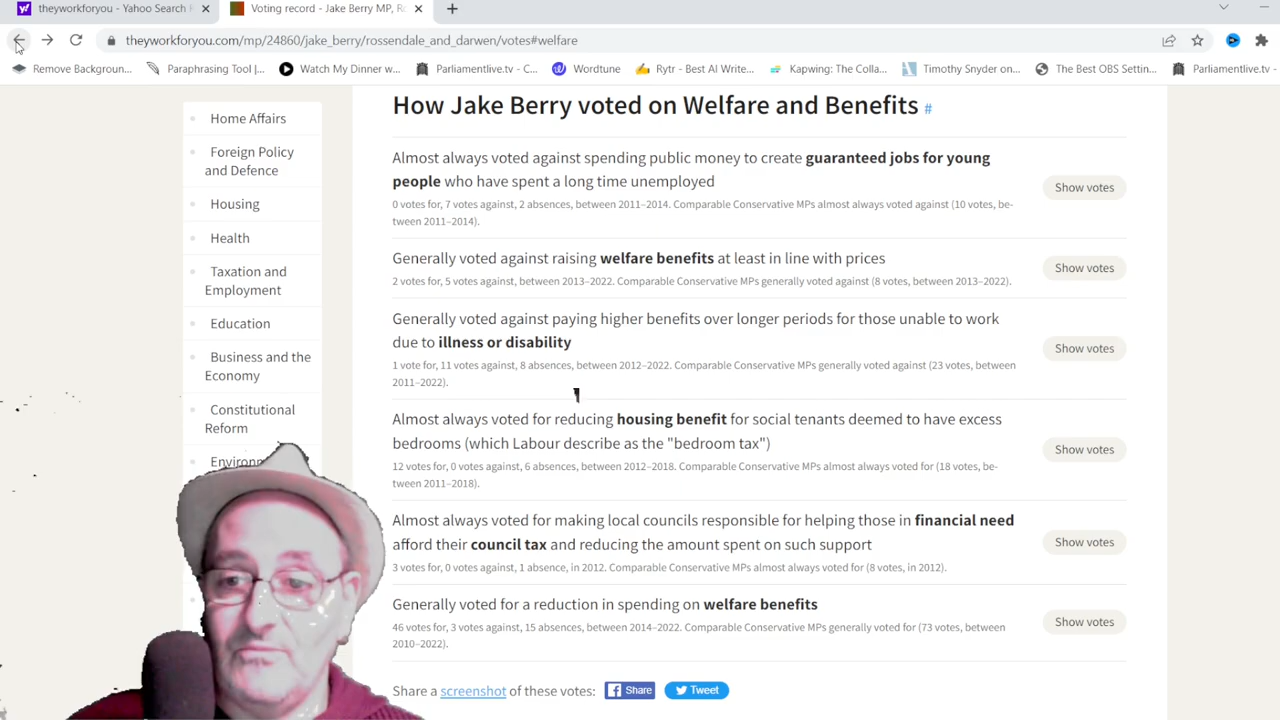 theyworkforyou - Yahoo Search
Voting record - Jake Berry MP, R
theyworkforyou.com/mp/24860/jake_berry/rossendale_and_darwen/votes#welfare
Remove Backgroun...
Paraphrasing Tool |...
Watch My Dinner w...
Parliamentlive.tv - C...
Wordtune
Rytr - Best AI Write...
Kapwing: The Colla...
Timothy Snyder on...
The Best OBS Settin...
Parliamentlive.tv -
Home Affairs
Foreign Policy
and Defence
Housing
Health
Taxation and
Employment
Education
Business and the
Economy
Constitutional
Reform
How Jake Berry voted on Welfare and Benefits #
Almost always voted against spending public money to create guaranteed jobs for young
people who have spent a long time unemployed
0 votes for, 7 votes against, 2 absences, between 2011–2014. Comparable Conservative MPs almost always voted against (10 votes, be-
tween 2011–2014).
Show votes
Generally voted against raising welfare benefits at least in line with prices
2 votes for, 5 votes against, between 2013–2022. Comparable Conservative MPs generally voted against (8 votes, between 2013–2022).
Show votes
Generally voted against paying higher benefits over longer periods for those unable to work
due to illness or disability
1 vote for, 11 votes against, 8 absences, between 2012–2022. Comparable Conservative MPs generally voted against (23 votes, between
2011–2022).
Show votes
Almost always voted for reducing housing benefit for social tenants deemed to have excess
bedrooms (which Labour describe as the "bedroom tax")
12 votes for, 0 votes against, 6 absences, between 2012–2018. Comparable Conservative MPs almost always voted for (18 votes, be-
tween 2011–2018).
Show votes
Almost always voted for making local councils responsible for helping those in financial need
afford their council tax and reducing the amount spent on such support
3 votes for, 0 votes against, 1 absence, in 2012. Comparable Conservative MPs almost always voted for (8 votes, in 2012).
Show votes
Generally voted for a reduction in spending on welfare benefits
46 votes for, 3 votes against, 15 absences, between 2014–2022. Comparable Conservative MPs generally voted for (73 votes, between
2010–2022).
Show votes
Share a screenshot of these votes: Share Tweet